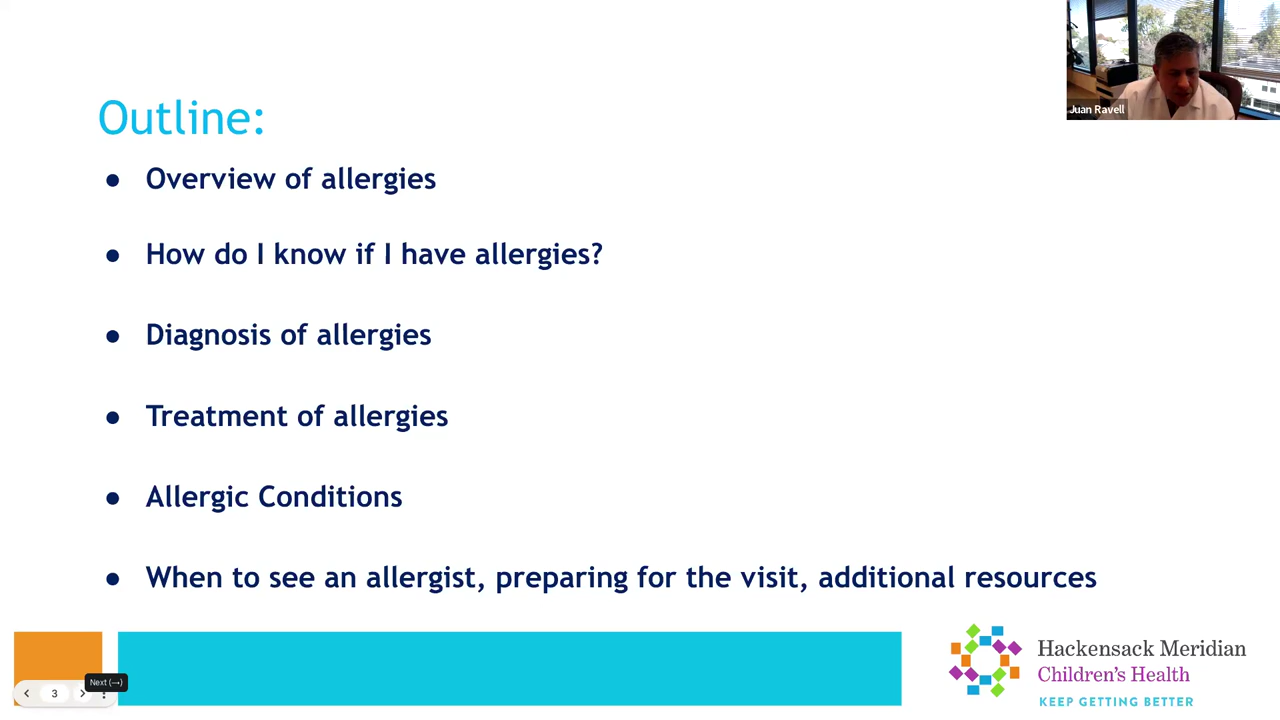 Juan Ravell
Outline:
● Overview of allergies
● How do I know if I have allergies?
● Diagnosis of allergies
● Treatment of allergies
● Allergic Conditions
● When to see an allergist, preparing for the visit, additional resources
Hackensack Meridian
Children's Health
KEEP GETTING BETTER
Next (→)
3